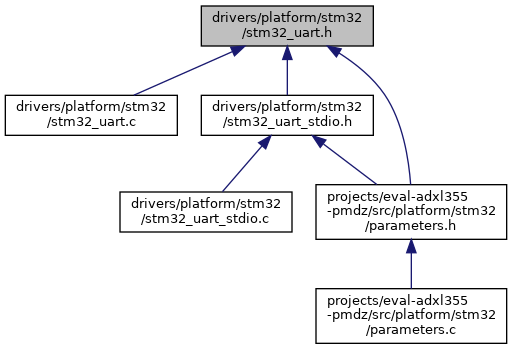 drivers/platform/stm32
/stm32_uart.h
drivers/platform/stm32
/stm32_uart.c
drivers/platform/stm32
/stm32_uart_stdio.h
drivers/platform/stm32
/stm32_uart_stdio.c
projects/eval-adxl355
-pmdz/src/platform/stm32
/parameters.h
projects/eval-adxl355
-pmdz/src/platform/stm32
/parameters.c